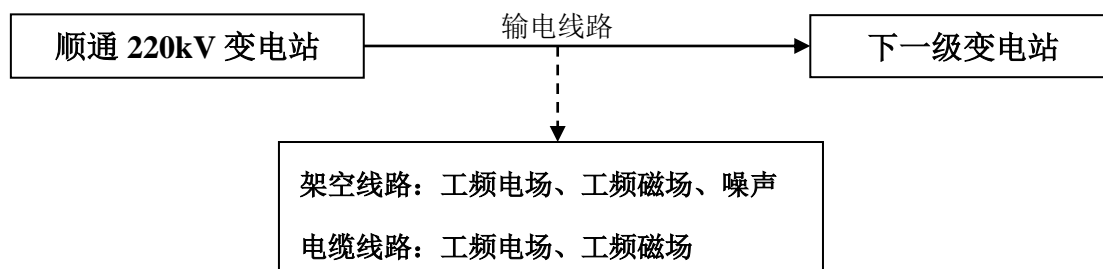 输电线路
顺通 220kV 变电站
下一级变电站
架空线路：工频电场、工频磁场、噪声
电缆线路：工频电场、工频磁场